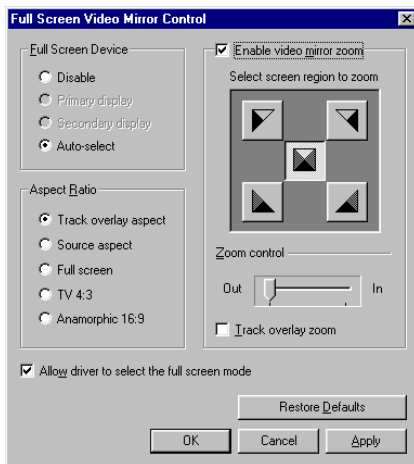 Full Screen Video Mirror Control
Full Screen Device
Disable
Primary display
Secondary display
Auto-select
Aspect Ratio
Track overlay aspect
Source aspect
Full screen
TV 4:3
Anamorphic 16:9
Enable video mirror zoom
Select screen region to zoom
Zoom control
Out In
Track overlay zoom
Allow driver to select the full screen mode
Restore Defaults
OK Cancel Apply